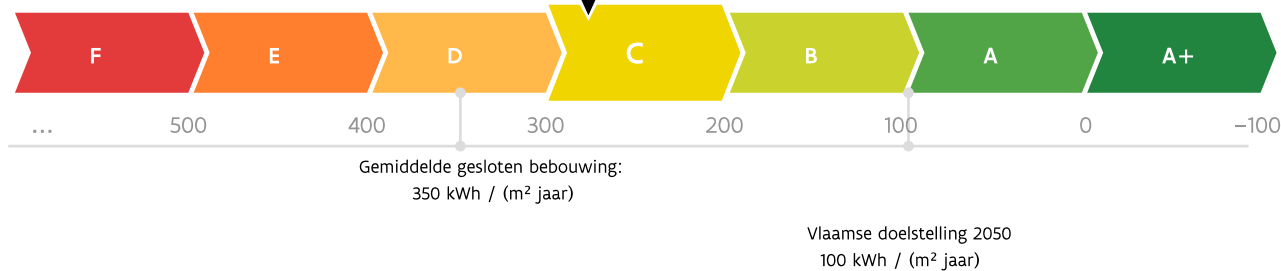 F E D C B A A+
... 500 400 300 200 100 0 –100
Gemiddelde gesloten bebouwing:
350 kWh / (m² jaar)
Vlaamse doelstelling 2050
100 kWh / (m² jaar)